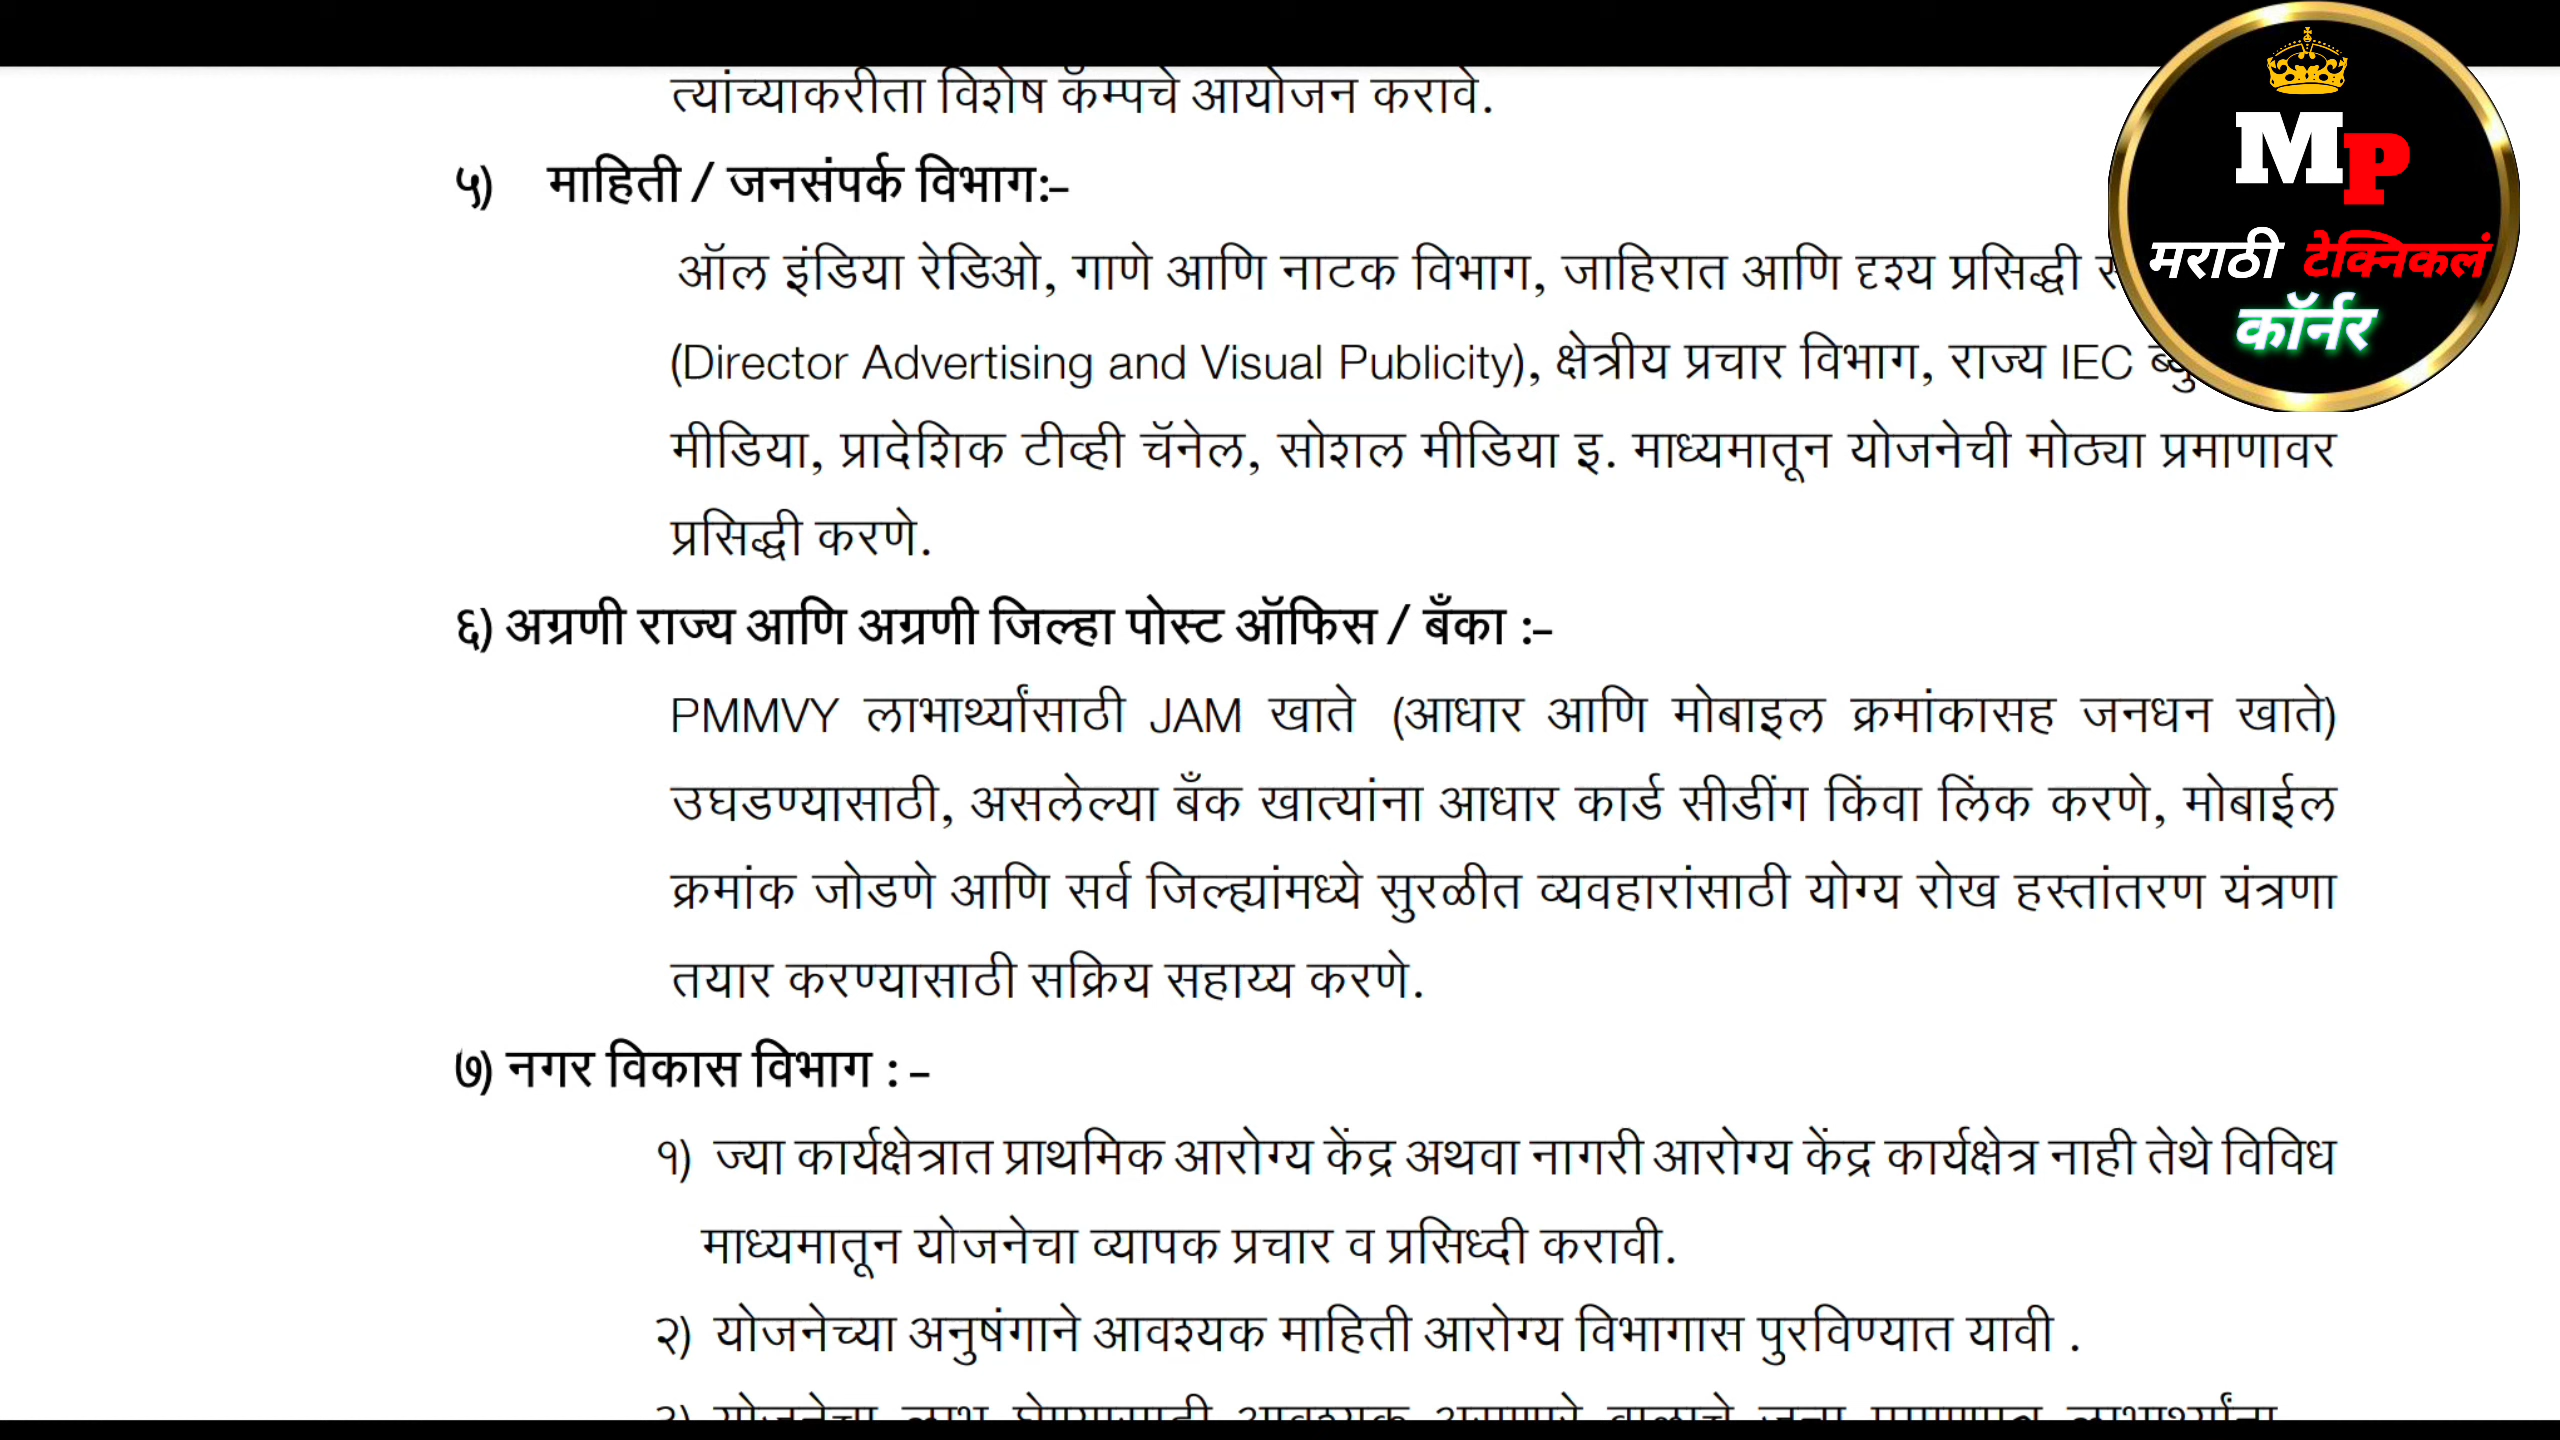 त्यांच्याकरीता विशेष कॅम्पचे आयोजन करावे.
५) माहिती / जनसंपर्क विभाग:-
ऑल इंडिया रेडिओ, गाणे आणि नाटक विभाग, जाहिरात आणि दृश्य प्रसिद्धी
(Director Advertising and Visual Publicity), क्षेत्रीय प्रचार विभाग, राज्य IEC
मीडिया, प्रादेशिक टीव्ही चॅनेल, सोशल मीडिया इ. माध्यमातून योजनेची मोठ्या प्रमाणावर
प्रसिद्धी करणे.
६) अग्रणी राज्य आणि अग्रणी जिल्हा पोस्ट ऑफिस / बँका :-
PMMVY लाभार्थ्यांसाठी JAM खाते (आधार आणि मोबाइल क्रमांकासह जनधन खाते)
उघडण्यासाठी, असलेल्या बँक खात्यांना आधार कार्ड सीडींग किंवा लिंक करणे, मोबाईल
क्रमांक जोडणे आणि सर्व जिल्ह्यांमध्ये सुरळीत व्यवहारांसाठी योग्य रोख हस्तांतरण यंत्रणा
तयार करण्यासाठी सक्रिय सहाय्य करणे.
७) नगर विकास विभाग : -
१) ज्या कार्यक्षेत्रात प्राथमिक आरोग्य केंद्र अथवा नागरी आरोग्य केंद्र कार्यक्षेत्र नाही तेथे विविध
माध्यमातून योजनेचा व्यापक प्रचार व प्रसिध्दी करावी.
२) योजनेच्या अनुषंगाने आवश्यक माहिती आरोग्य विभागास पुरविण्यात यावी .
MP
मराठी टेक्निकलं
कॉर्नर